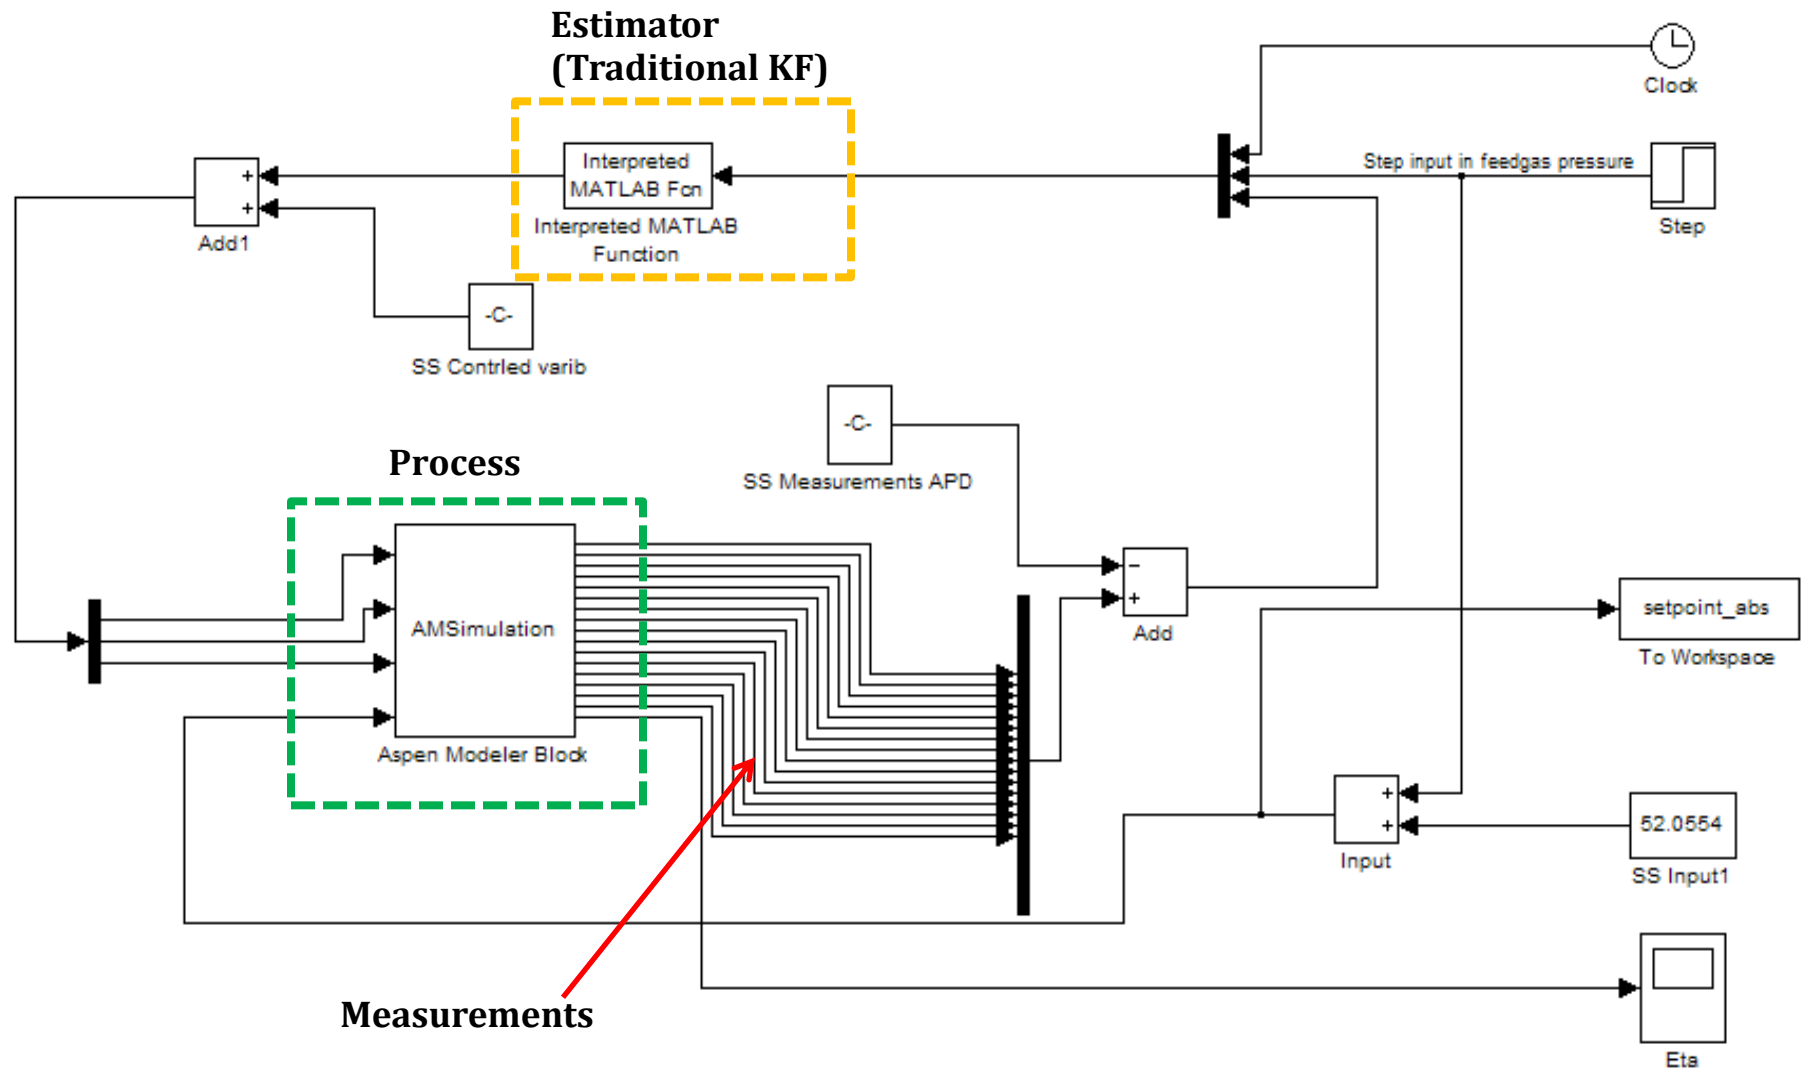 Estimator
(Traditional KF)
Clock
Interpreted
MATLAB Fcn
Interpreted MATLAB
Function
Step input in feedgas pressure
Step
+
+
Add1
-C-
SS Contrled varib
-C-
SS Measurements APD
Process
AMSimulation
Aspen Modeler Block
−
+
Add
setpoint_abs
To Workspace
+
+
Input
52.0554
SS Input1
Measurements
Eta